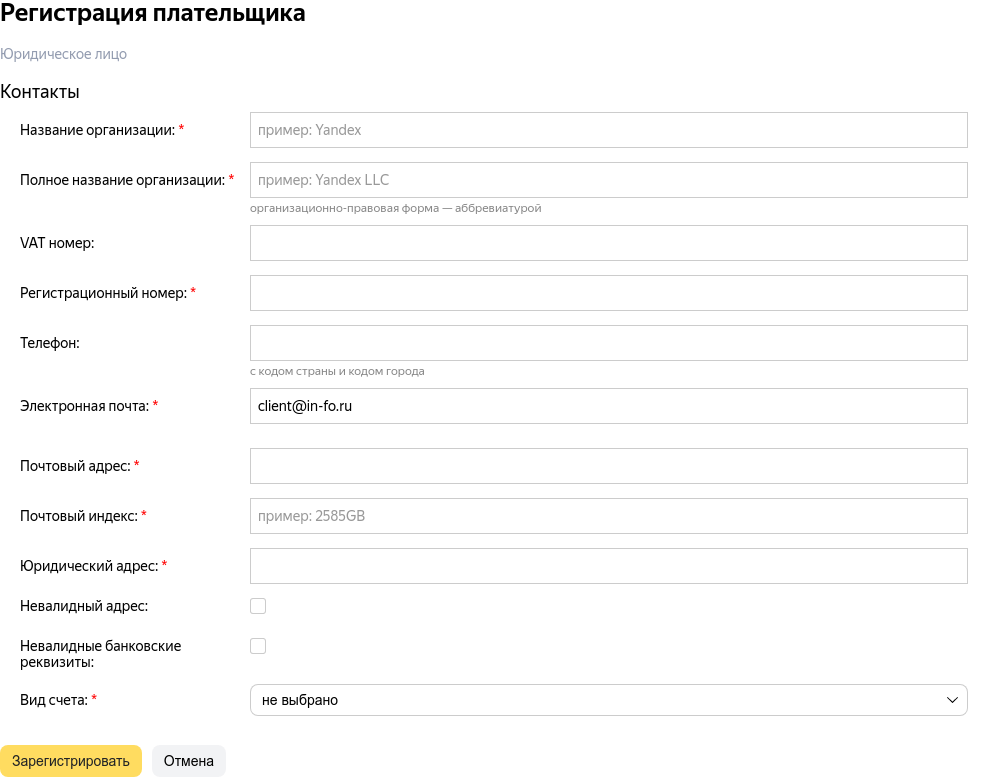 Регистрация плательщика
Юридическое лицо
Контакты
Название организации: *
пример: Yandex
Полное название организации: *
пример: Yandex LLC
организационно-правовая форма — аббревиатурой
VAT номер:
Регистрационный номер: *
Телефон:
с кодом страны и кодом города
Электронная почта: *
client@in-fo.ru
Почтовый адрес: *
Почтовый индекс: *
пример: 2585GB
Юридический адрес: *
Невалидный адрес:
Невалидные банковские
реквизиты:
Вид счета: *
не выбрано
Зарегистрировать
Отмена